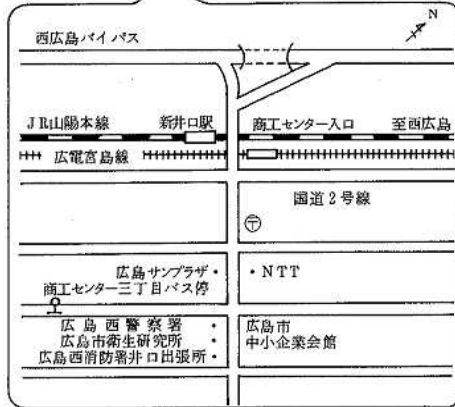 N
西広島バイパス
JR山陽本線
新井口駅
商工センター入口
至西広島
広電宮島線
国道2号線
〒
広島サンプラザ・
・NTT
商工センター三丁目バス停
広島西警察署・
広島市衛生研究所・
広島西消防署井口出張所・
広島市
中小企業会館